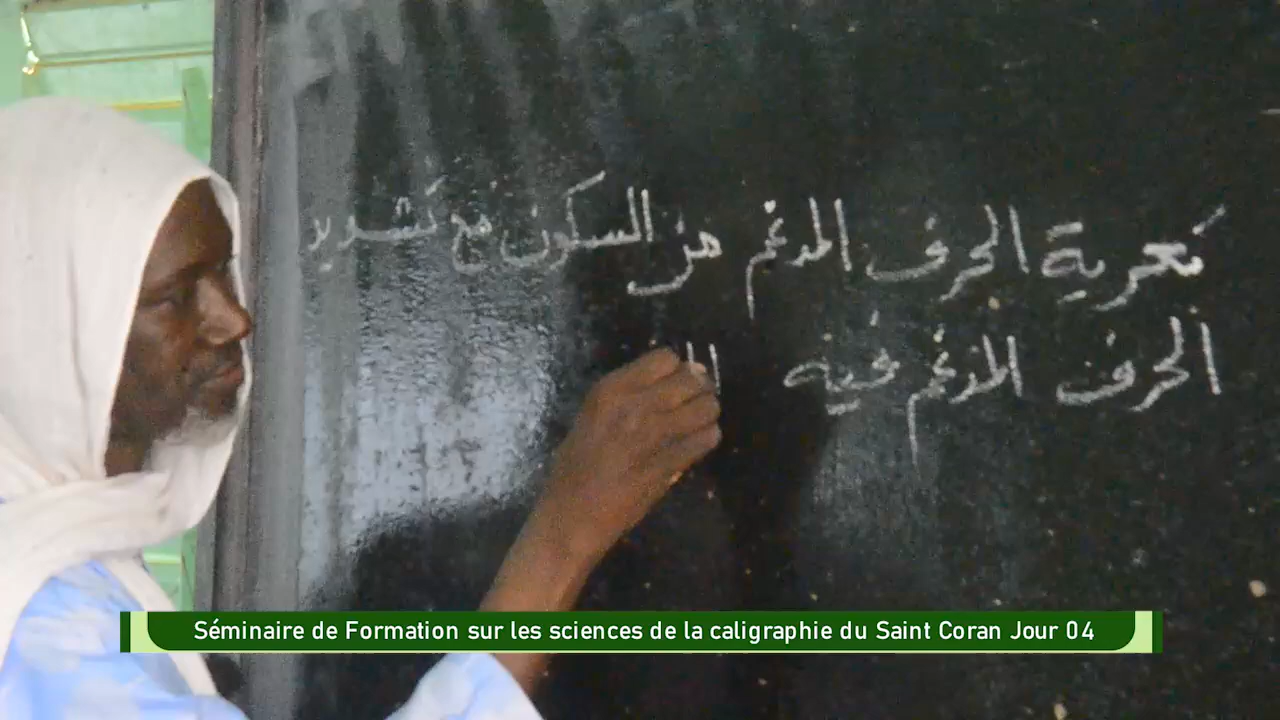 تعرية الحرف المدغم من السكون مع تشديد
الحرف المدغم فيه
Séminaire de Formation sur les sciences de la caligraphie du Saint Coran Jour 04